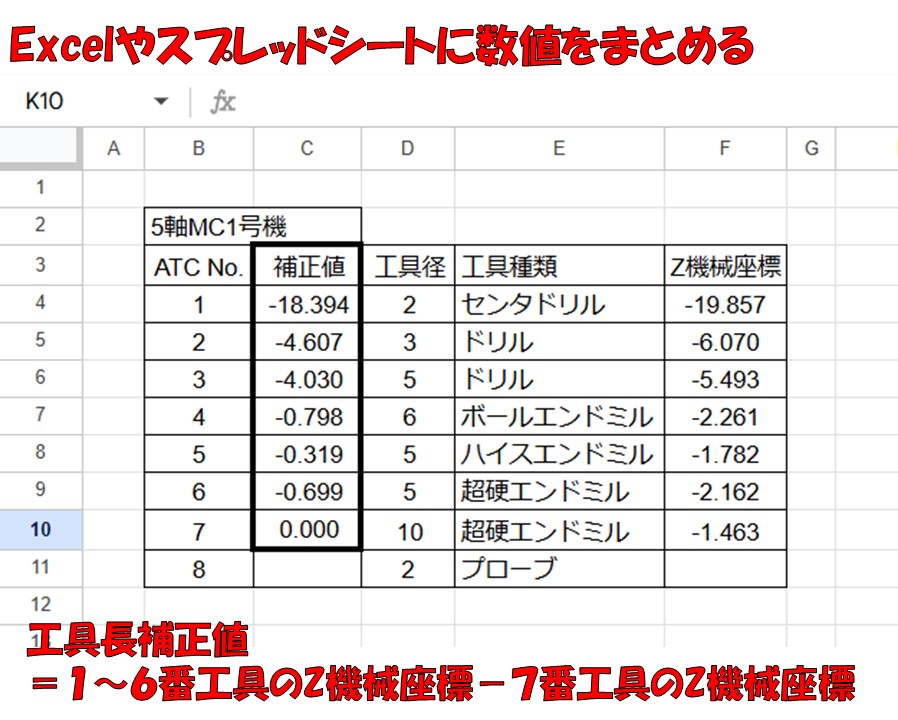 Excelやスプレッドシートに数値をまとめる
K10 fx
A B C D E F G
1
2 5軸MC1号機
3 ATC No. 補正値 工具径 工具種類 Z機械座標
4 1 -18.394 2 センタドリル -19.857
5 2 -4.607 3 ドリル -6.070
6 3 -4.030 5 ドリル -5.493
7 4 -0.798 6 ボールエンドミル -2.261
8 5 -0.319 5 ハイスエンドミル -1.782
9 6 -0.699 5 超硬エンドミル -2.162
10 7 0.000 10 超硬エンドミル -1.463
11 8 2 プローブ
12
工具長補正値
＝1～6番工具のZ機械座標－7番工具のZ機械座標